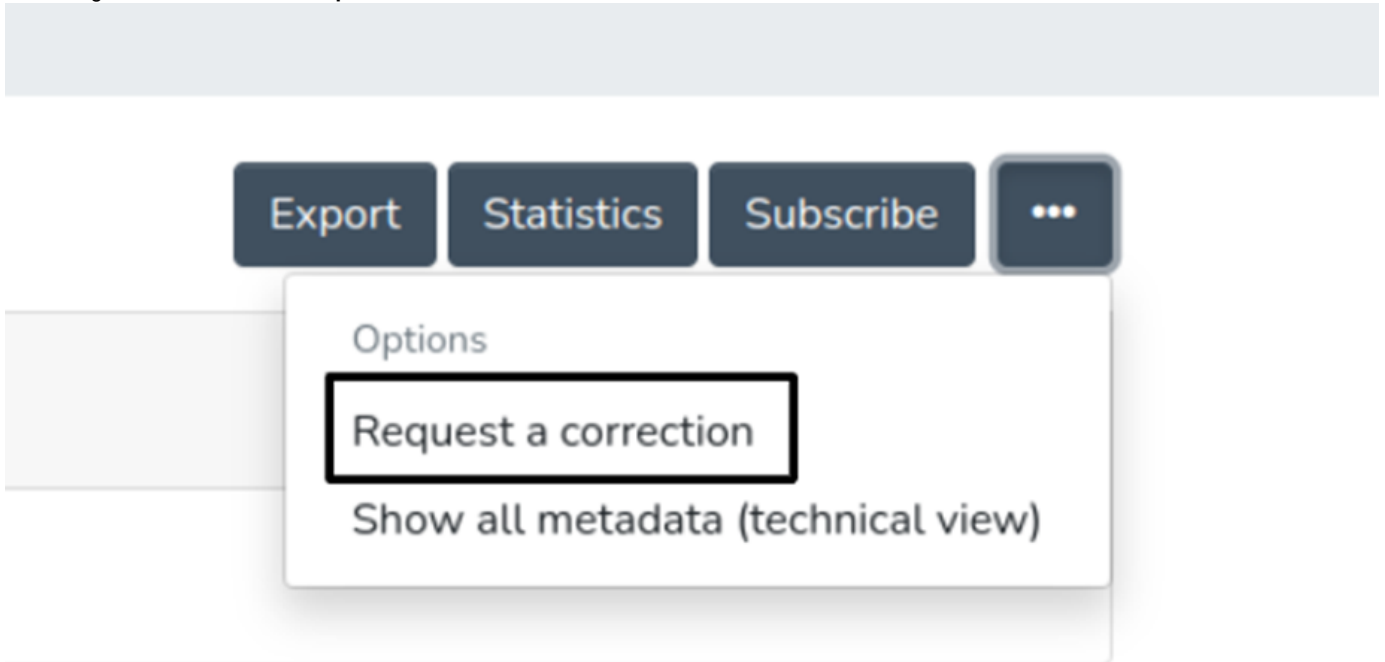 Export Statistics Subscribe •••
Options
Request a correction
Show all metadata (technical view)